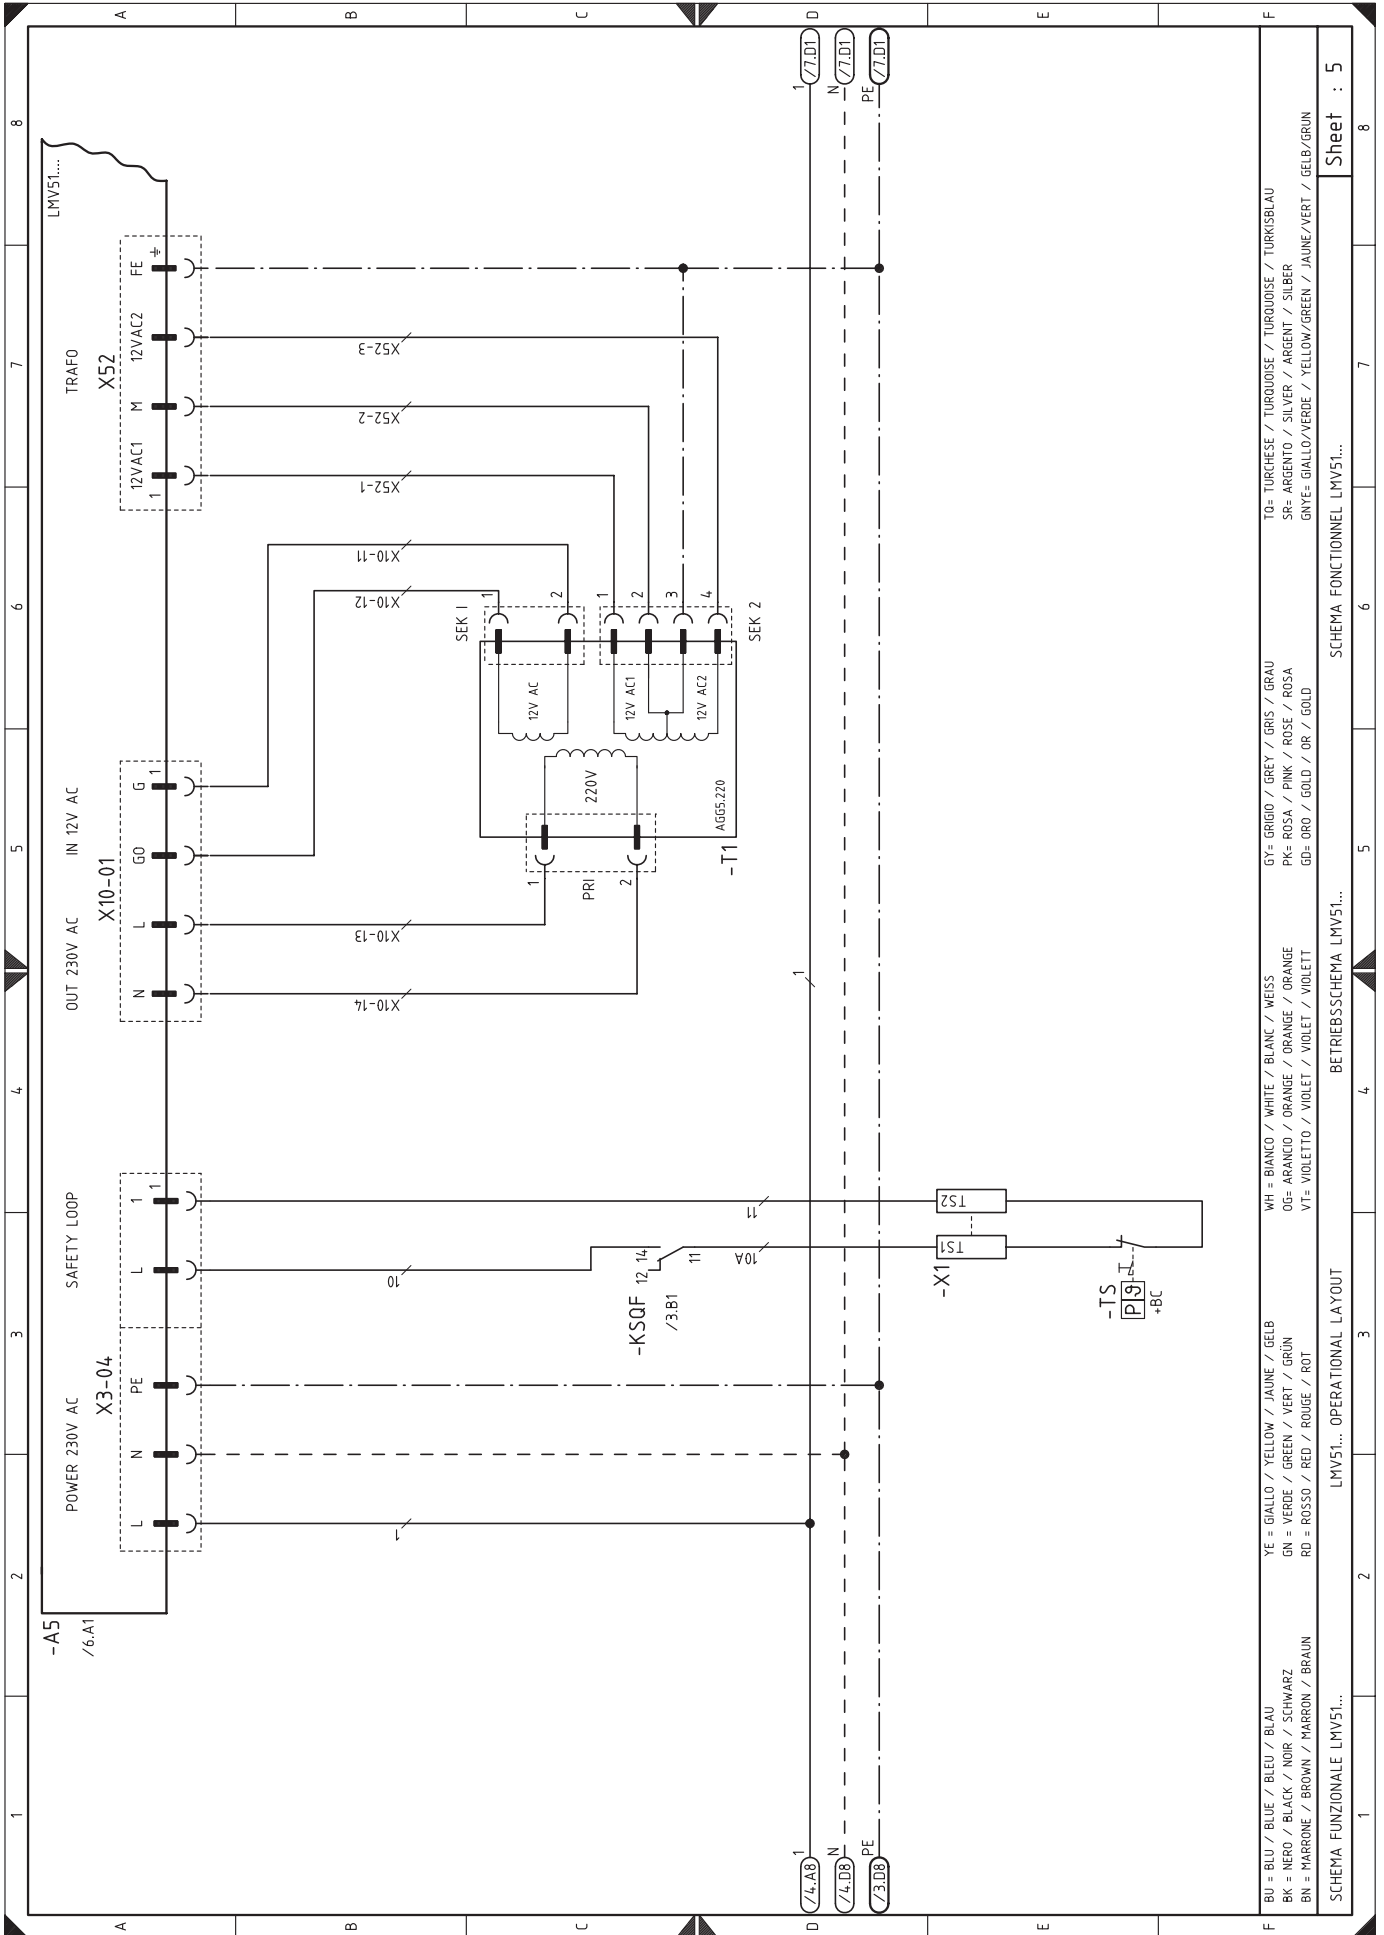 1 2 3 4 5 6 7 8
A
B
C
D
E
F
-A5
/6.A1
LMV51....
POWER 230V AC
SAFETY LOOP
OUT 230V AC
IN 12V AC
TRAFO
X3-04
X10-01
X52
L N PE L 1
1
N L G0 G
1
12VAC1 M 12VAC2 FE
1
1
10
X10-14
X10-13
X10-12
X10-11
X52-1
X52-2
X52-3
SEK I
1
2
12V AC
1
2
3
4
SEK 2
12V AC1
12V AC2
220V
PRI
1
2
AGG5.220
-T1
-KSQF
/3.B1
12 14
11
10A
11
-X1
TS1
TS2
-TS
P ϑ
+BC
/4.A8 1
1
1 /7.D1
/4.D8 N
N /7.D1
/3.D8 PE
PE /7.D1
BU = BLU / BLUE / BLEU / BLAU
BK = NERO / BLACK / NOIR / SCHWARZ
BN = MARRONE / BROWN / MARRON / BRAUN
YE = GIALLO / YELLOW / JAUNE / GELB
GN = VERDE / GREEN / VERT / GRÜN
RD = ROSSO / RED / ROUGE / ROT
WH = BIANCO / WHITE / BLANC / WEISS
OG= ARANCIO / ORANGE / ORANGE / ORANGE
VT= VIOLETTO / VIOLET / VIOLET / VIOLETT
GY= GRIGIO / GREY / GRIS / GRAU
PK= ROSA / PINK / ROSE / ROSA
GD= ORO / GOLD / OR / GOLD
TQ= TURCHESE / TURQUOISE / TURQUOISE / TURKISBLAU
SR= ARGENTO / SILVER / ARGENT / SILBER
GNYE= GIALLO/VERDE / YELLOW/GREEN / JAUNE/VERT / GELB/GRUN
SCHEMA FUNZIONALE LMV51...
LMV51... OPERATIONAL LAYOUT
BETRIEBSSCHEMA LMV51...
SCHEMA FONCTIONNEL LMV51...
Sheet : 5
1 2 3 4 5 6 7 8
A
B
C
D
E
F